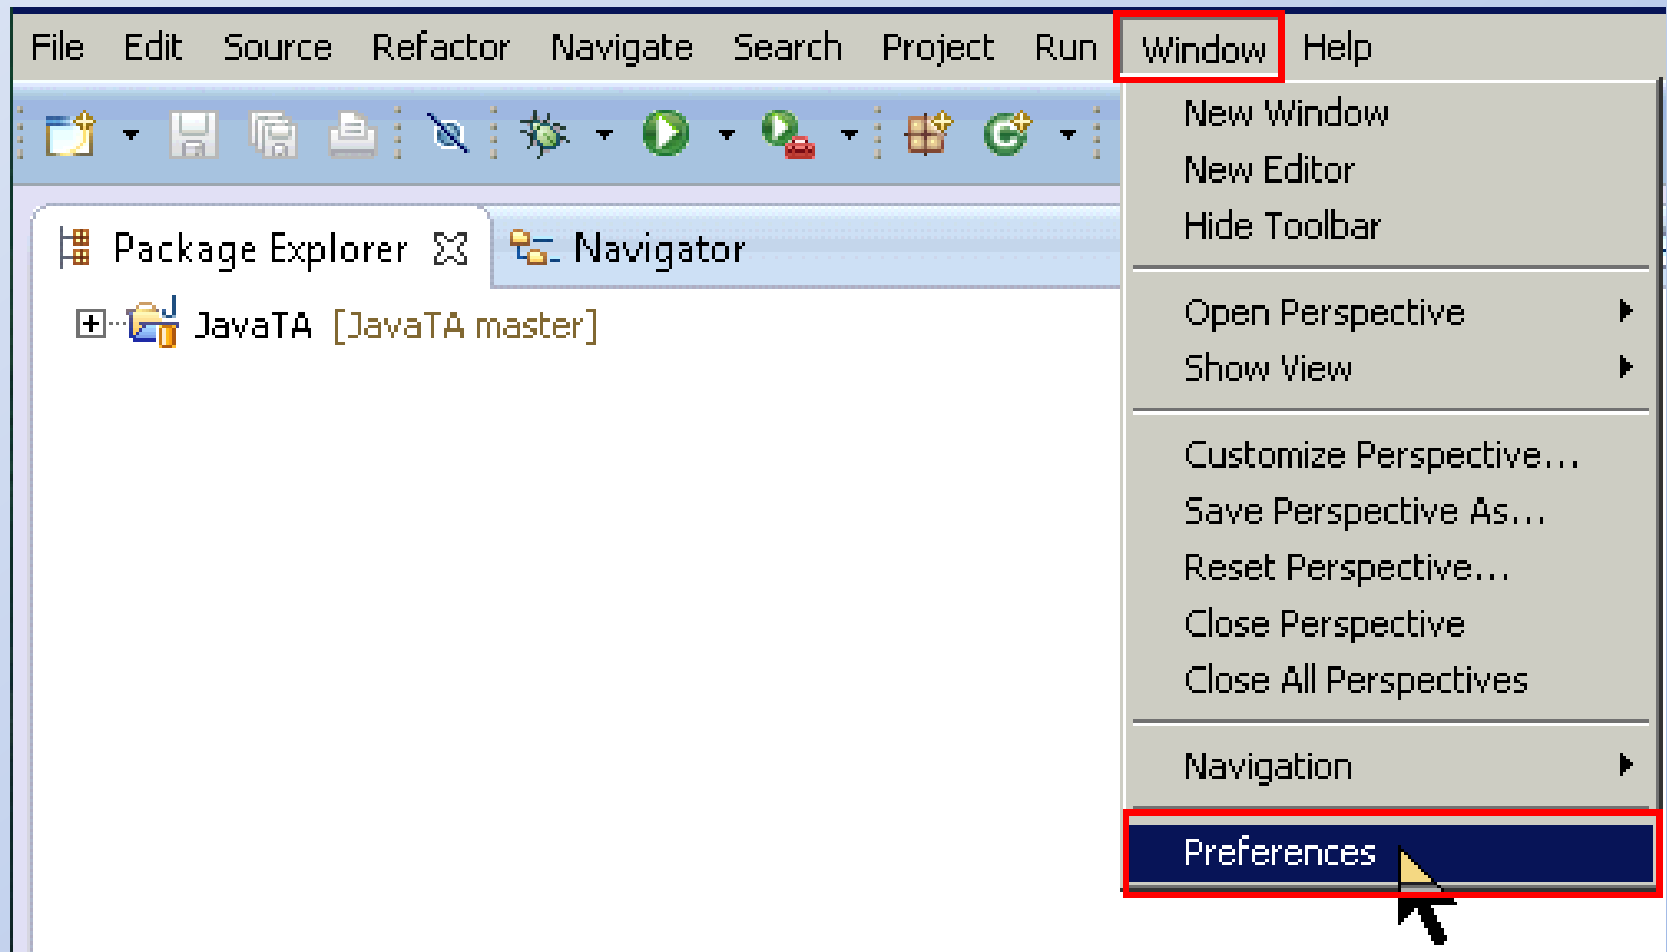 File Edit Source Refactor Navigate Search Project Run Window Help
New Window
New Editor
Hide Toolbar
Package Explorer Navigator
JavaTA [JavaTA master]
Open Perspective
Show View
Customize Perspective...
Save Perspective As...
Reset Perspective...
Close Perspective
Close All Perspectives
Navigation
Preferences